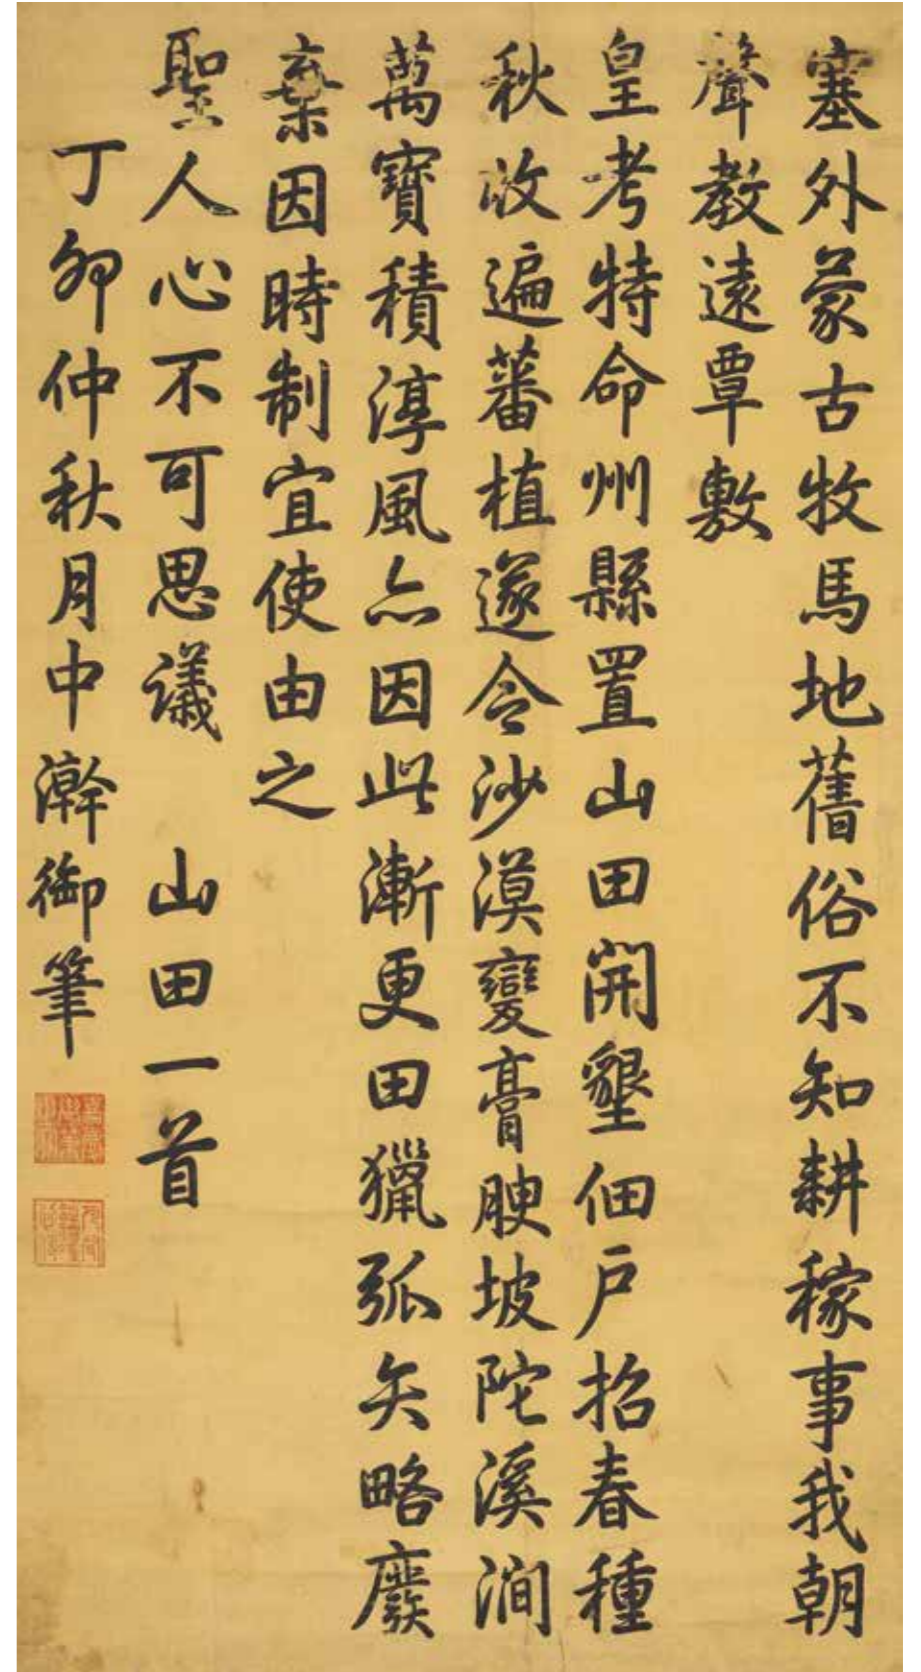 塞外蒙古牧馬地舊俗不知耕稼事我朝
聲教遠覃敷
皇考特命州縣置山田開墾佃戶招春種
秋收遍蕃植遂令沙漠變膏腴坡陀溪澗
萬寶積淳風亦因此漸更田獵弧矢略廢
棄因時制宜使由之
聖人心不可思議　山田一首
丁卯仲秋月中澣御筆